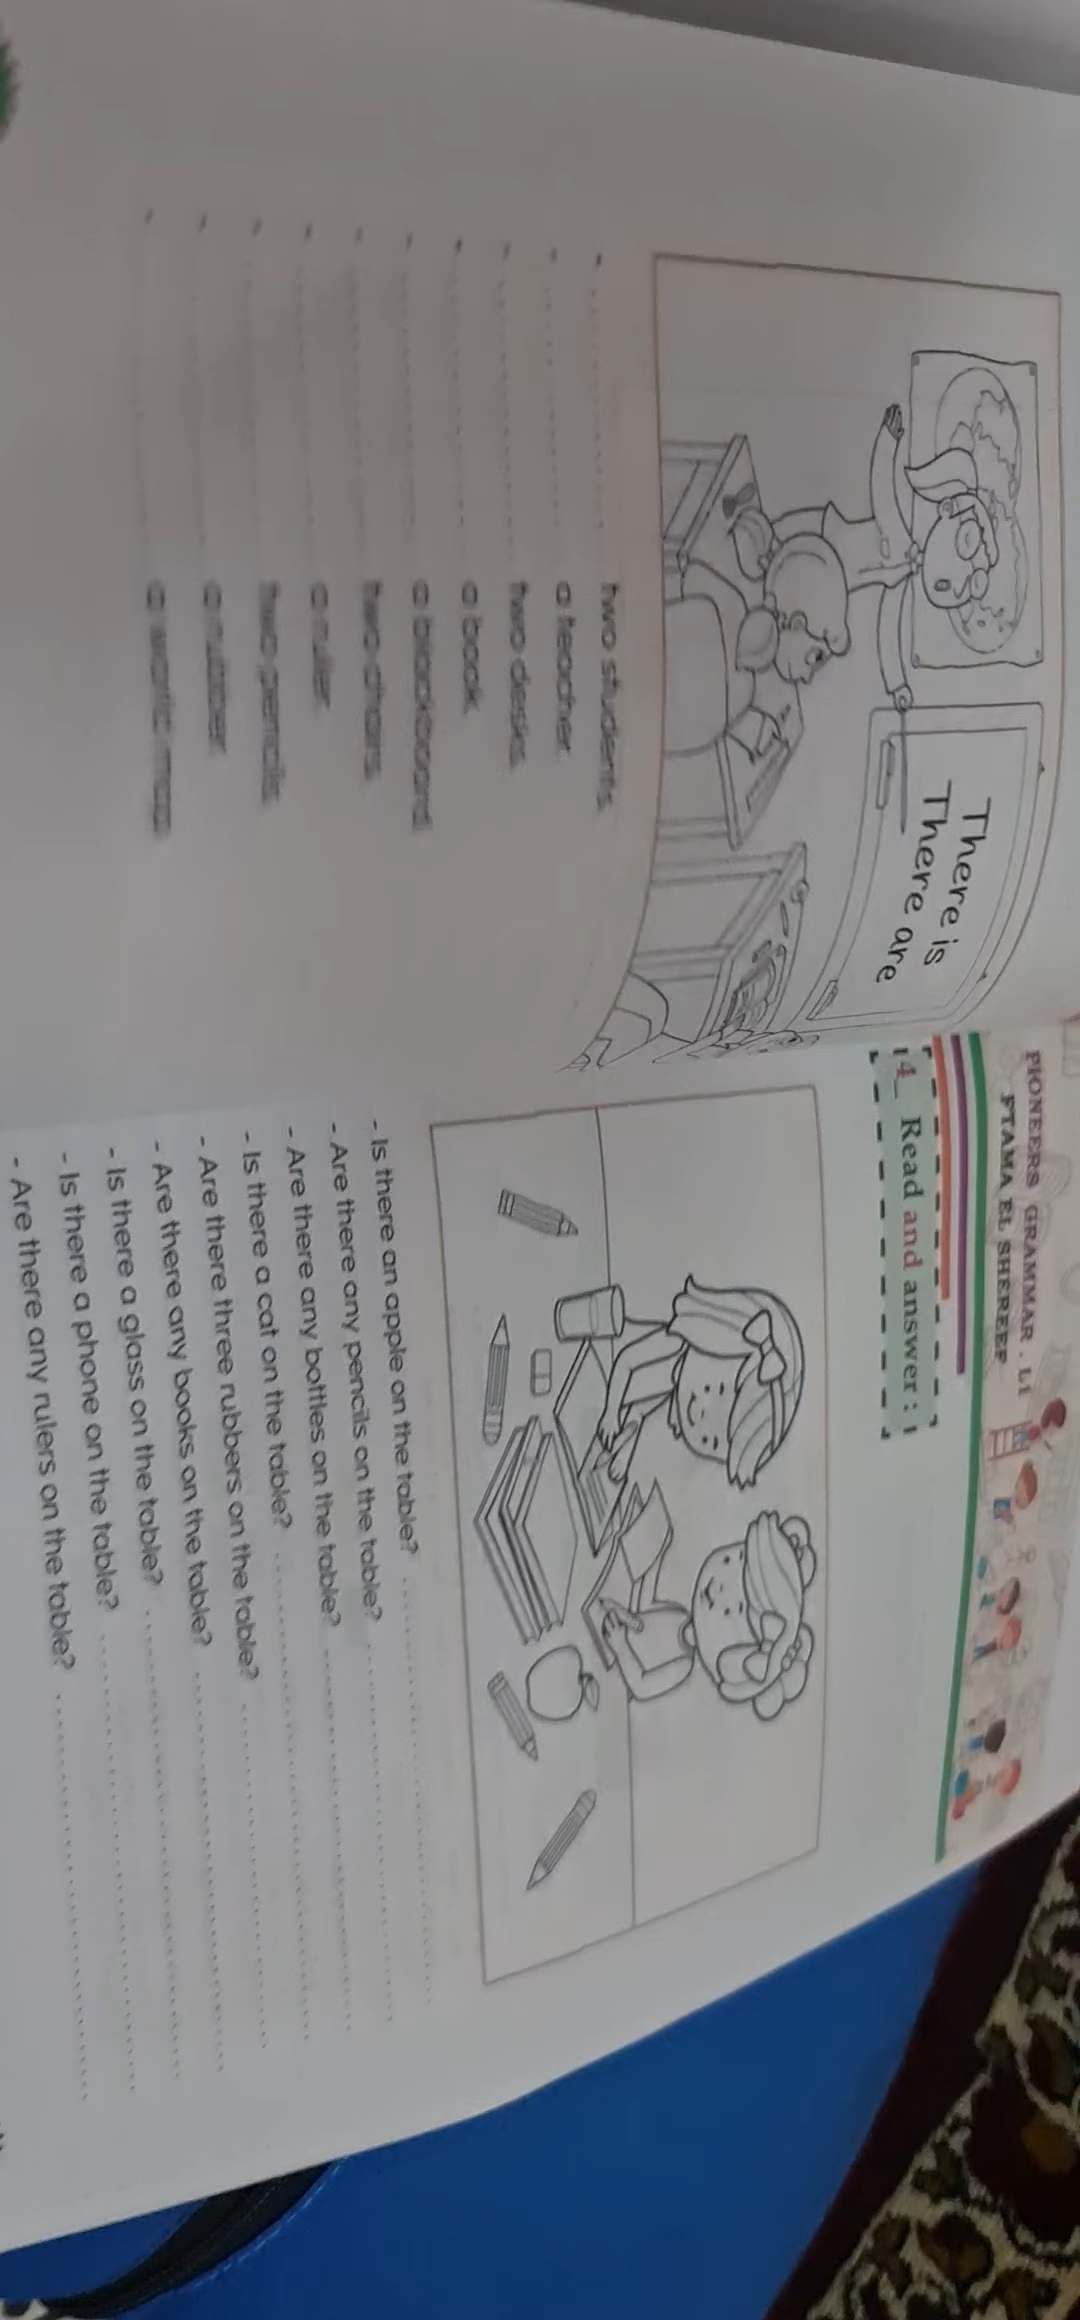 There is
There are
two students.
a teacher.
two desks.
a book.
a blackboard.
two chairs.
a ruler.
two pencils.
a rubber.
a world map.
PIONEERS GRAMMAR . L1
FTAMA EL SHEREEF
4_ Read and answer :
- Is there an apple on the table?
- Are there any pencils on the table?
- Are there any bottles on the table?
- Is there a cat on the table?
- Are there three rubbers on the table?
- Are there any books on the table?
- Is there a glass on the table?
- Is there a phone on the table?
- Are there any rulers on the table?